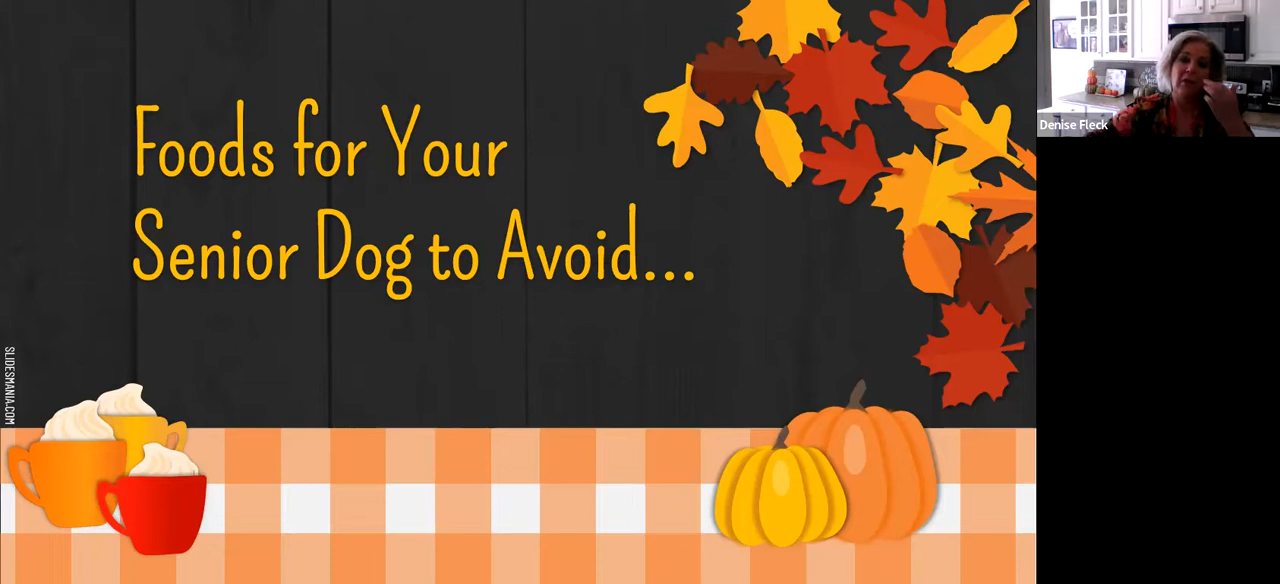 Foods for Your
Senior Dog to Avoid...
SLIDESMANIA.COM
Denise Fleck